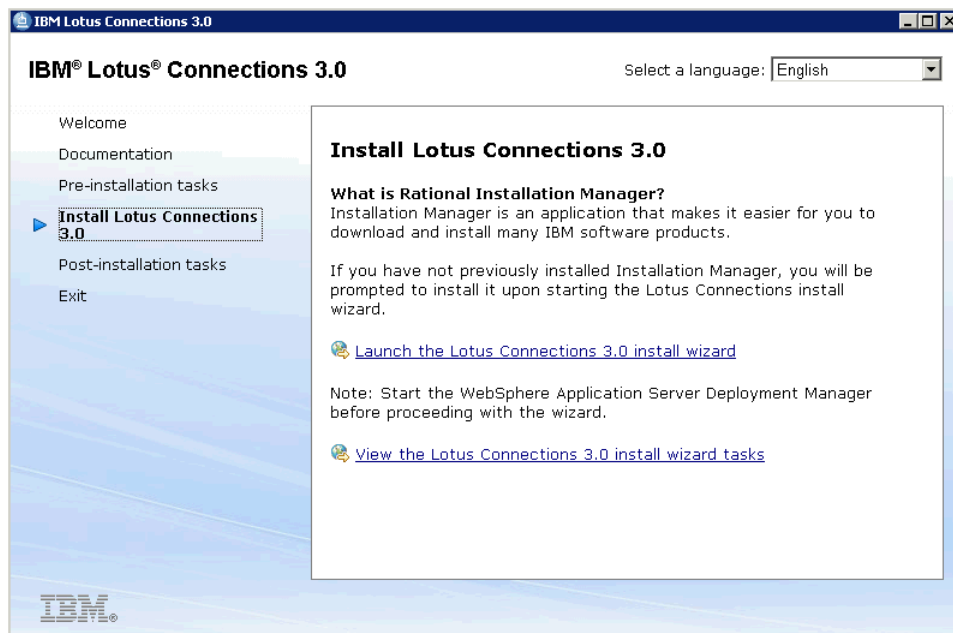 IBM Lotus Connections 3.0
IBM® Lotus® Connections 3.0
Select a language: English
Welcome
Documentation
Pre-installation tasks
Install Lotus Connections
3.0
Post-installation tasks
Exit
Install Lotus Connections 3.0
What is Rational Installation Manager?
Installation Manager is an application that makes it easier for you to
download and install many IBM software products.
If you have not previously installed Installation Manager, you will be
prompted to install it upon starting the Lotus Connections install
wizard.
Launch the Lotus Connections 3.0 install wizard
Note: Start the WebSphere Application Server Deployment Manager
before proceeding with the wizard.
View the Lotus Connections 3.0 install wizard tasks
IBM®